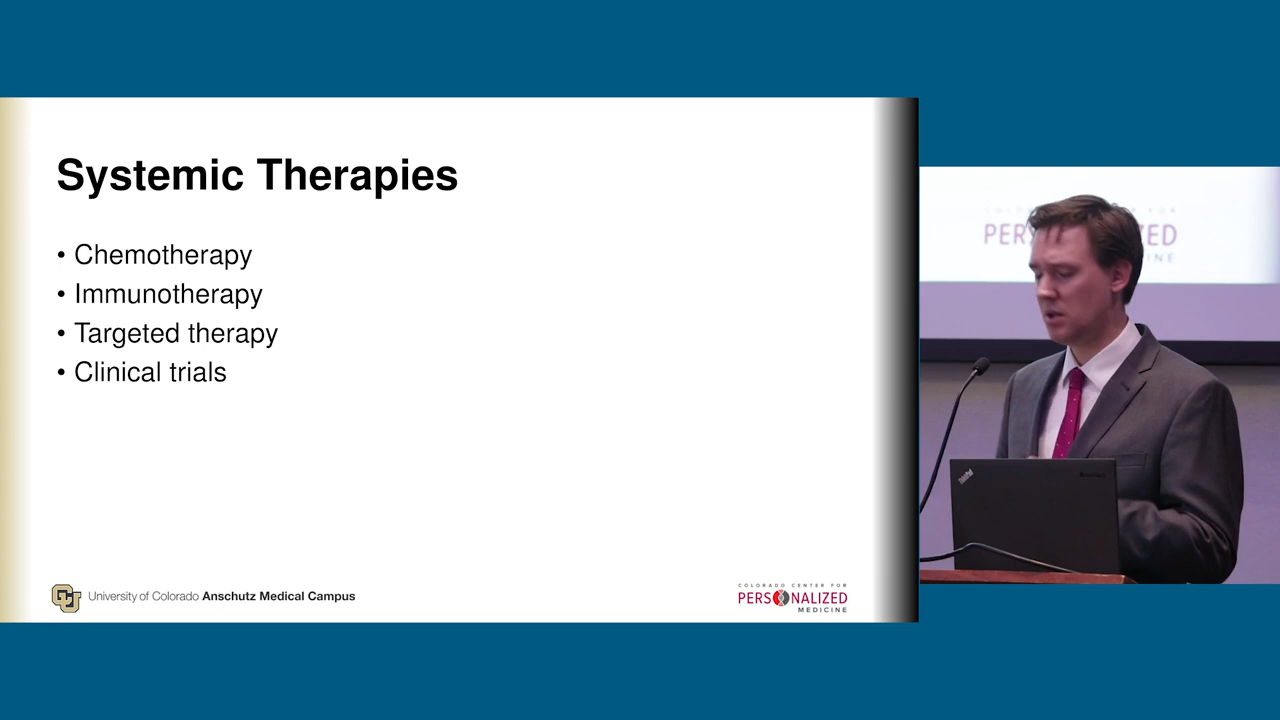 Systemic Therapies
• Chemotherapy
• Immunotherapy
• Targeted therapy
• Clinical trials
University of Colorado Anschutz Medical Campus
COLORADO CENTER FOR
PERSONALIZED
MEDICINE
ThinkPad